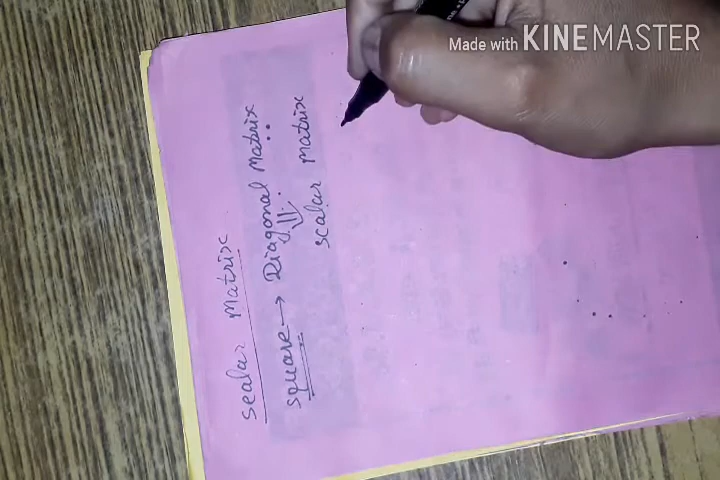 Made with KINEMASTER
Scalar Matrix
Square → Diagonal Matrix
⇓
Scalar Matrix